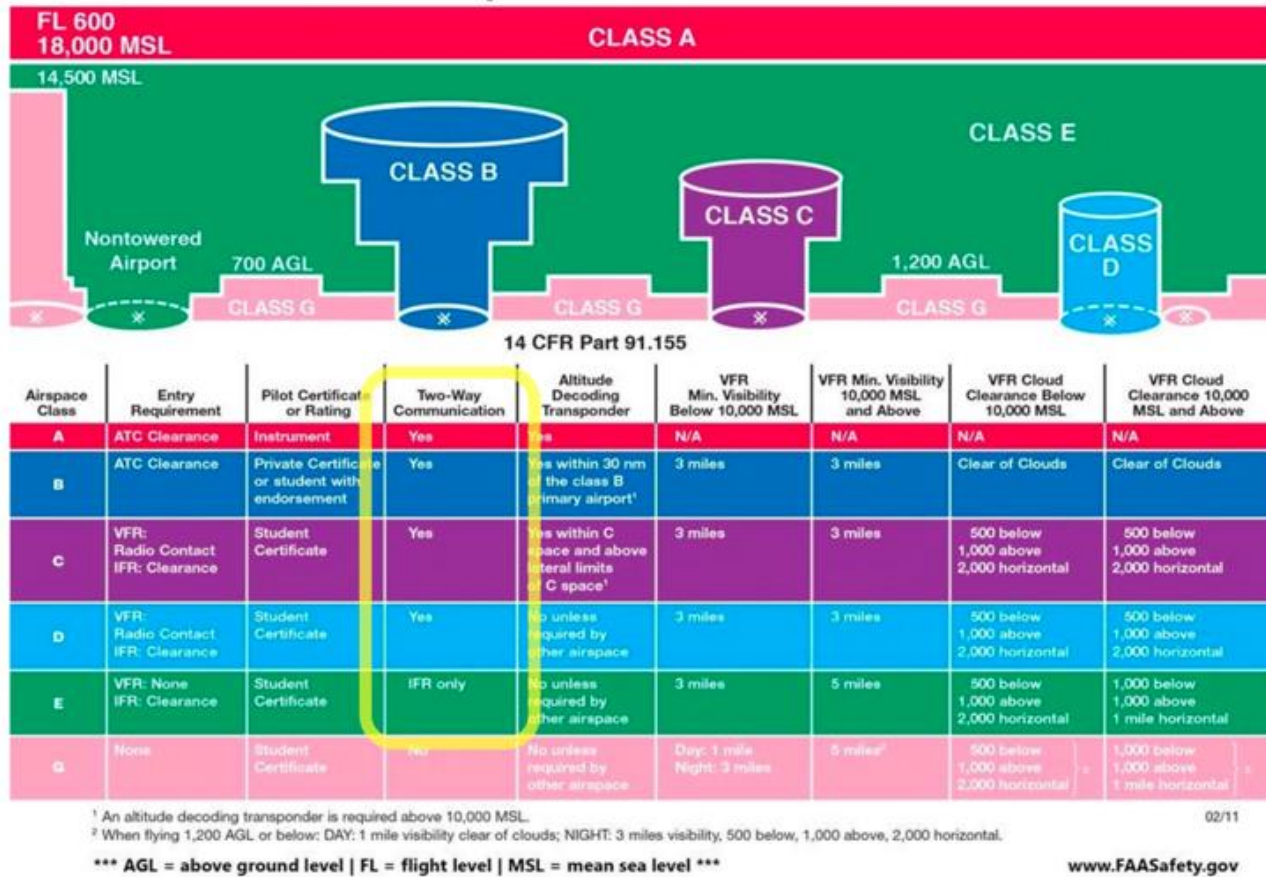 FL 600
18,000 MSL
CLASS A
14,500 MSL
CLASS E
CLASS B
CLASS C
Nontowered
Airport
700 AGL
1,200 AGL
CLASS
D
CLASS G
CLASS G
CLASS G
14 CFR Part 91.155
Airspace
Class
Entry
Requirement
Pilot Certificate
or Rating
Two-Way
Communication
Altitude
Decoding
Transponder
VFR
Min. Visibility
Below 10,000 MSL
VFR Min. Visibility
10,000 MSL
and Above
VFR Cloud
Clearance Below
10,000 MSL
VFR Cloud
Clearance 10,000
MSL and Above
A
ATC Clearance
Instrument
Yes
Yes
N/A
N/A
N/A
N/A
B
ATC Clearance
Private Certificate
or student with
endorsement
Yes
Yes within 30 nm
of the class B
primary airport¹
3 miles
3 miles
Clear of Clouds
Clear of Clouds
C
VFR:
Radio Contact
IFR: Clearance
Student
Certificate
Yes
Yes within C
space and above
lateral limits
of C space¹
3 miles
3 miles
500 below
1,000 above
2,000 horizontal
500 below
1,000 above
2,000 horizontal
D
VFR:
Radio Contact
IFR: Clearance
Student
Certificate
Yes
No unless
required by
other airspace
3 miles
3 miles
500 below
1,000 above
2,000 horizontal
500 below
1,000 above
2,000 horizontal
E
VFR: None
IFR: Clearance
Student
Certificate
IFR only
No unless
required by
other airspace
3 miles
5 miles
500 below
1,000 above
2,000 horizontal
1,000 below
1,000 above
1 mile horizontal
G
None
Student
Certificate
No
No unless
required by
other airspace
Day: 1 mile
Night: 3 miles
5 miles²
500 below
1,000 above
2,000 horizontal
1,000 below
1,000 above
1 mile horizontal
¹ An altitude decoding transponder is required above 10,000 MSL.
02/11
² When flying 1,200 AGL or below: DAY: 1 mile visibility clear of clouds; NIGHT: 3 miles visibility, 500 below, 1,000 above, 2,000 horizontal.
*** AGL = above ground level | FL = flight level | MSL = mean sea level ***
www.FAASafety.gov